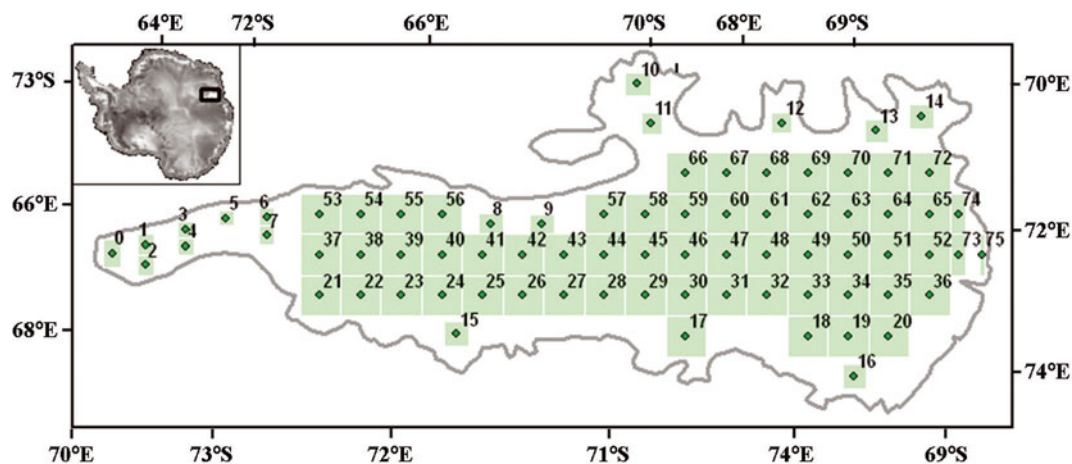 64°E 72°S 66°E 70°S 68°E 69°S
73°S 70°E
10
11 12 13 14
66 67 68 69 70 71 72
66°E 5 6 53 54 55 56 8 9 57 58 59 60 61 62 63 64 65 74
0 1 3 7 72°E
2 4 37 38 39 40 41 42 43 44 45 46 47 48 49 50 51 52 73 75
21 22 23 24 25 26 27 28 29 30 31 32 33 34 35 36
68°E 15 17 18 19 20
16 74°E
70°E 73°S 72°E 71°S 74°E 69°S